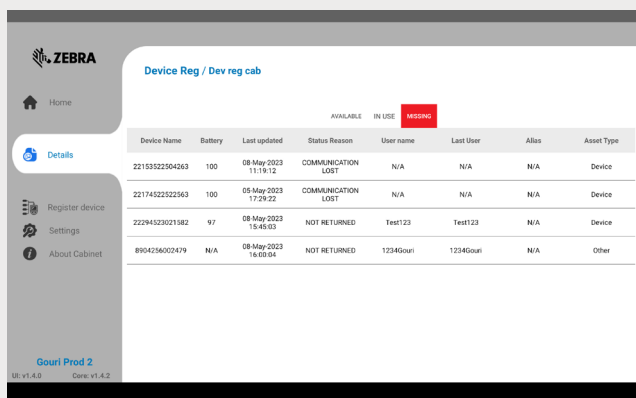 ZEBRA
Device Reg / Dev reg cab
Home
AVAILABLE IN USE MISSING
Device Name Battery Last updated Status Reason User name Last User Alias Asset Type
Details
22153522504263 100 08-May-2023 11:19:12 COMMUNICATION LOST N/A N/A N/A Device
22174522522563 100 05-May-2023 17:29:22 COMMUNICATION LOST N/A N/A N/A Device
Register device
22294523021582 97 08-May-2023 15:45:03 NOT RETURNED Test123 Test123 N/A Device
Settings
8904256002479 N/A 08-May-2023 16:00:04 NOT RETURNED 1234Gouri 1234Gouri N/A Other
About Cabinet
Gouri Prod 2
UI: v1.4.0 Core: v1.4.2